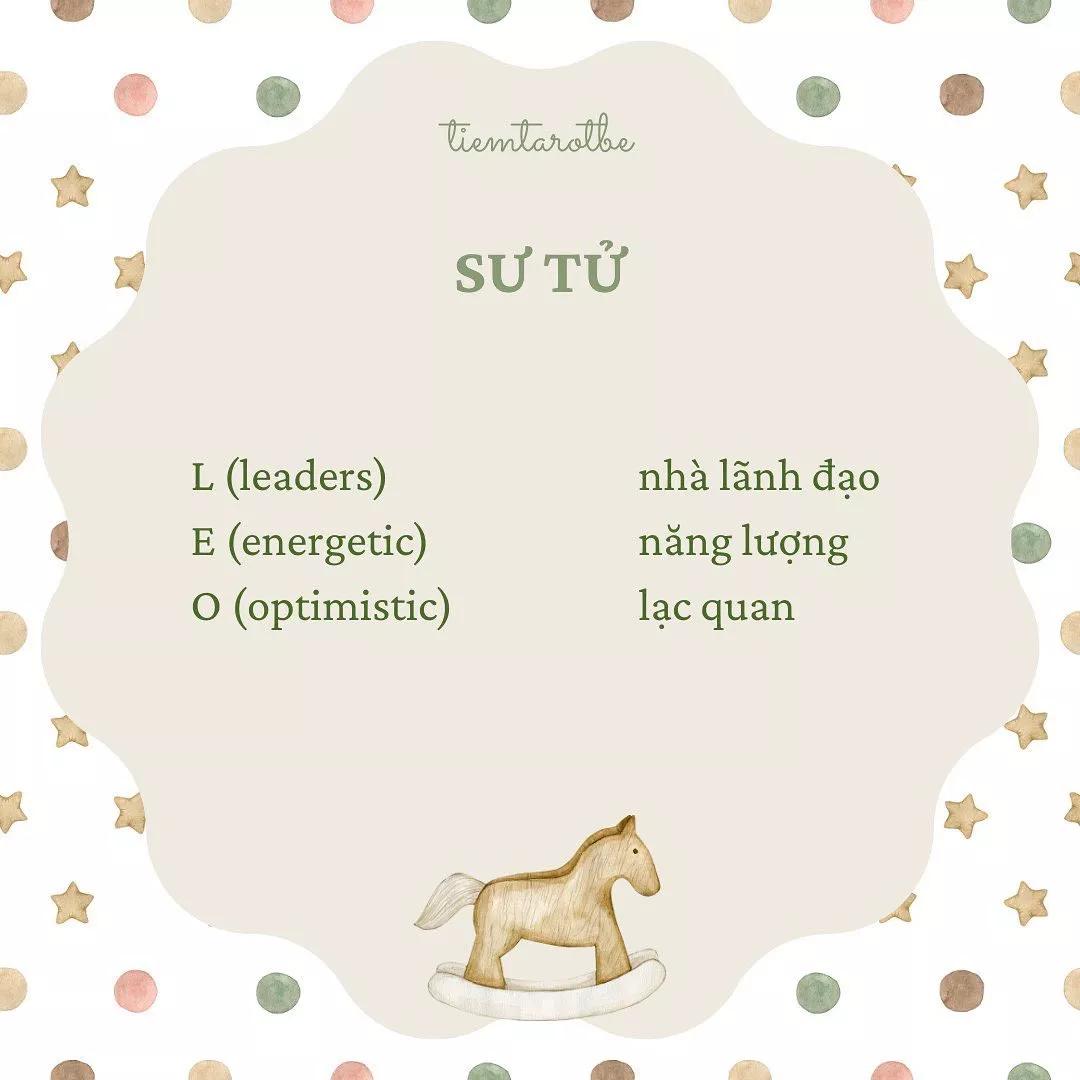 tiemtarotbe
SƯ TỬ
L (leaders) nhà lãnh đạo
E (energetic) năng lượng
O (optimistic) lạc quan